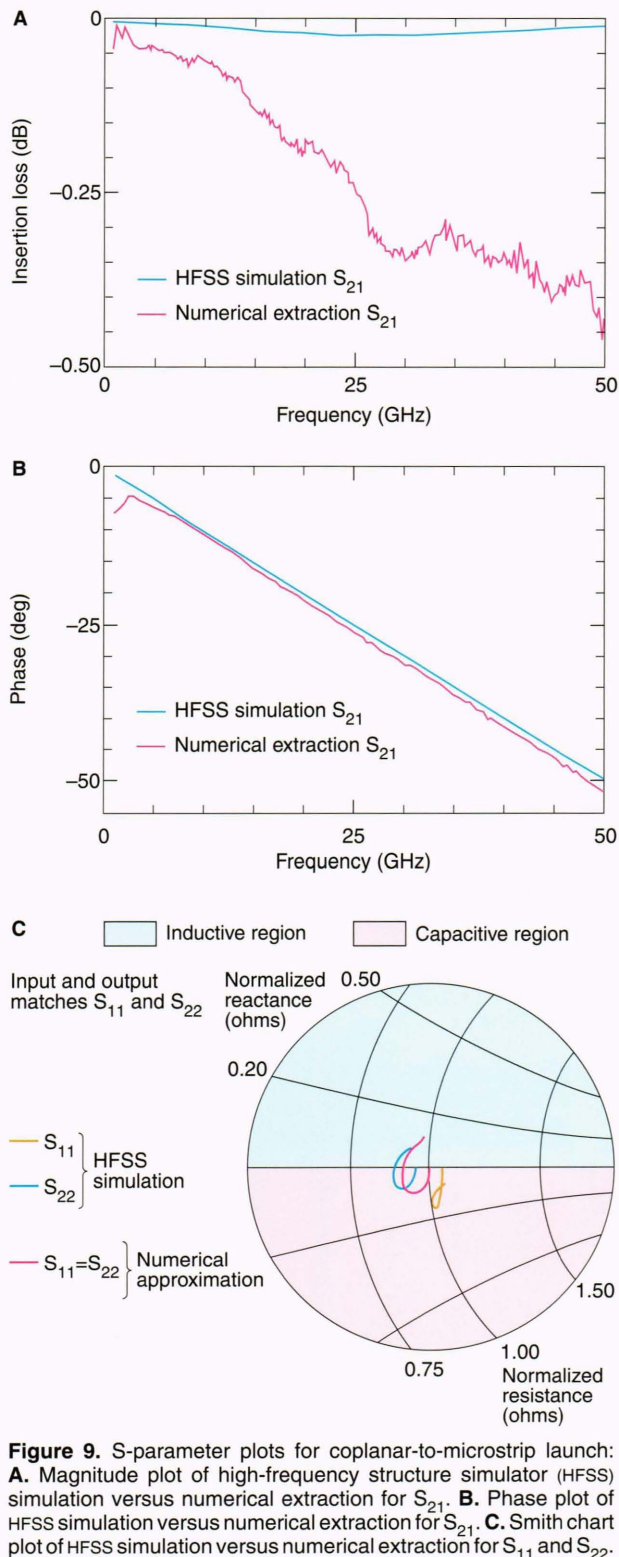 A
0
−0.25
−0.50
Insertion loss (dB)
HFSS simulation S21
Numerical extraction S21
0
25
50
Frequency (GHz)
B
0
−25
−50
Phase (deg)
HFSS simulation S21
Numerical extraction S21
0
25
50
Frequency (GHz)
C
Inductive region
Capacitive region
Input and output
matches S11 and S22
Normalized
reactance
(ohms)
0.50
0.20
S11
S22
HFSS
simulation
S11=S22
Numerical
approximation
1.50
1.00
0.75
Normalized
resistance
(ohms)
Figure 9. S-parameter plots for coplanar-to-microstrip launch:
A. Magnitude plot of high-frequency structure simulator (HFSS)
simulation versus numerical extraction for S21. B. Phase plot of
HFSS simulation versus numerical extraction for S21. C. Smith chart
plot of HFSS simulation versus numerical extraction for S11 and S22.